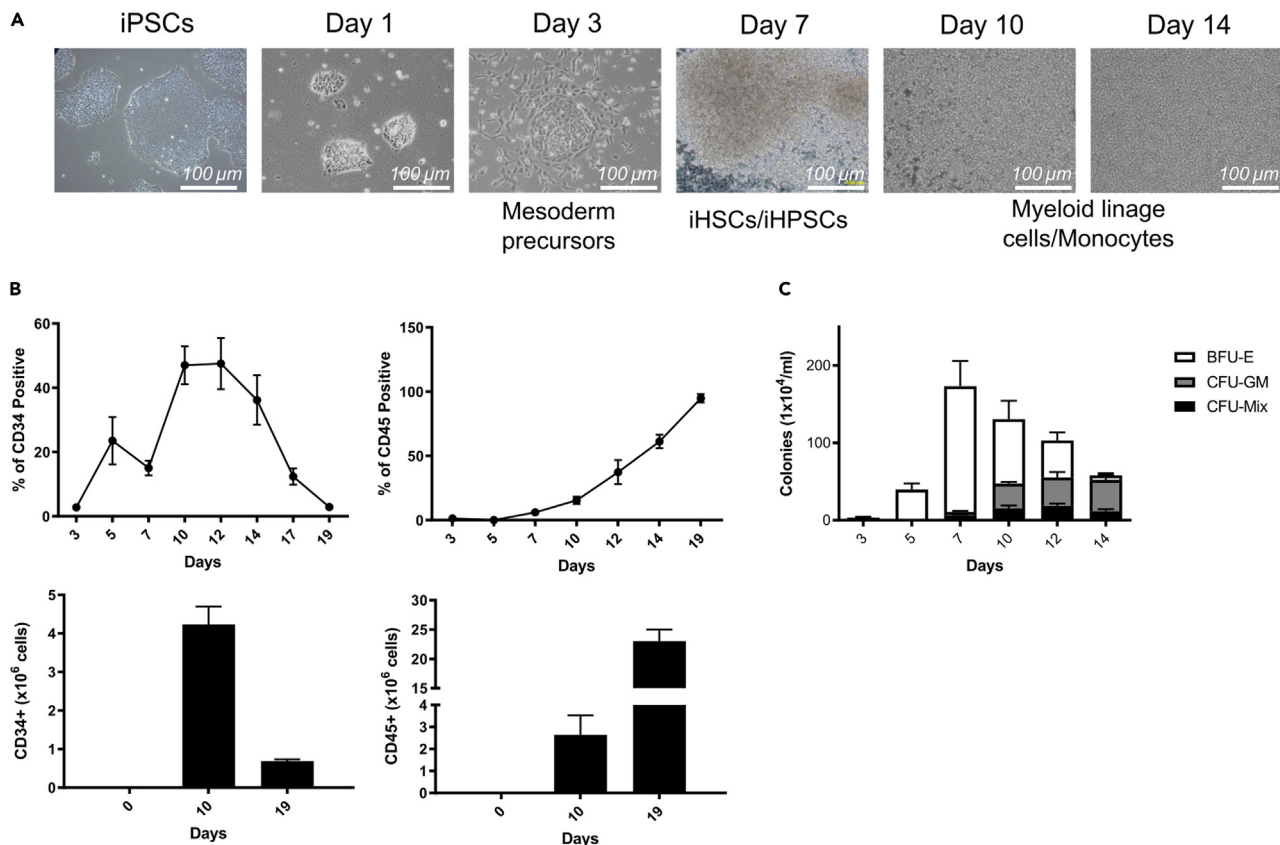 A
iPSCs
Day 1
Day 3
Day 7
Day 10
Day 14
100 µm
100 µm
100 µm
100 µm
100 µm
100 µm
Mesoderm
precursors
iHSCs/iHPSCs
Myeloid linage
cells/Monocytes
B
% of CD34 Positive
60
40
20
0
3
5
7
10
12
14
17
19
Days
% of CD45 Positive
150
100
50
0
3
5
7
10
12
14
19
Days
C
Colonies (1x10⁴/ml)
200
100
0
3
5
7
10
12
14
Days
BFU-E
CFU-GM
CFU-Mix
CD34+ (x10⁶ cells)
5
4
3
2
1
0
0
10
19
Days
CD45+ (x10⁶ cells)
30
25
20
15
4
3
2
1
0
0
10
19
Days